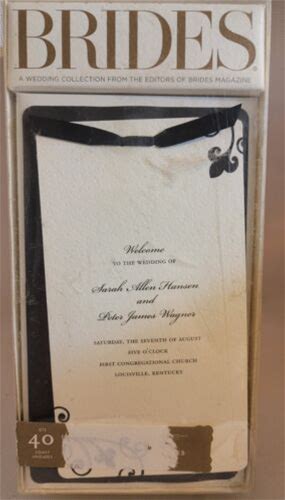 BRIDES®
A WEDDING COLLECTION FROM THE EDITORS OF BRIDES MAGAZINE
Welcome
TO THE WEDDING OF
Sarah Allen Hansen
and
Peter James Wagner
SATURDAY, THE SEVENTH OF AUGUST
FIVE O'CLOCK
FIRST CONGREGATIONAL CHURCH
LOUISVILLE, KENTUCKY
40